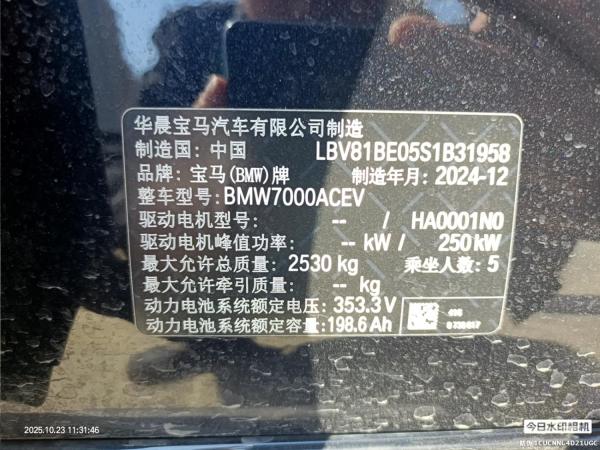 华晨宝马汽车有限公司制造
制造国：中国 LBV81BE05S1B31958
品牌：宝马(BMW)牌 制造年月：2024-12
整车型号：BMW7000ACEV
驱动电机型号： -- / HA0001N0
驱动电机峰值功率： -- kW / 250 kW
最大允许总质量：2530 kg 乘坐人数：5
最大允许牵引质量： -- kg
动力电池系统额定电压：353.3 V
动力电池系统额定容量：198.6 Ah
2025.10.23 11:31:46
今日水印相机